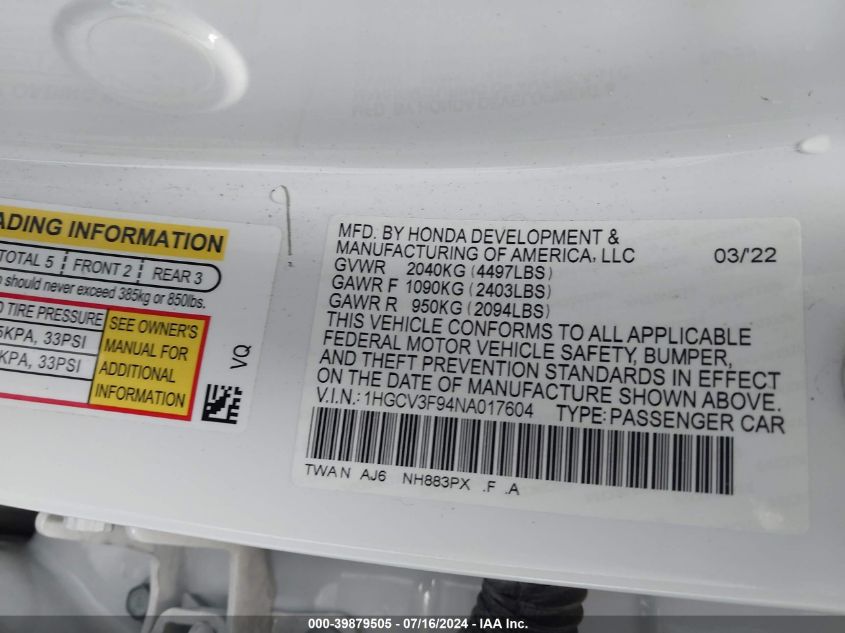 ADING INFORMATION
TOTAL 5 FRONT 2 REAR 3
should never exceed 385kg or 850lbs.
TIRE PRESSURE
KPA, 33PSI
KPA, 33PSI
SEE OWNER'S
MANUAL FOR
ADDITIONAL
INFORMATION
VQ
MFD. BY HONDA DEVELOPMENT &
MANUFACTURING OF AMERICA, LLC 03/'22
GVWR 2040KG (4497LBS)
GAWR F 1090KG (2403LBS)
GAWR R 950KG (2094LBS)
THIS VEHICLE CONFORMS TO ALL APPLICABLE
FEDERAL MOTOR VEHICLE SAFETY, BUMPER,
AND THEFT PREVENTION STANDARDS IN EFFECT
ON THE DATE OF MANUFACTURE SHOWN ABOVE.
V.I.N.: 1HGCV3F94NA017604 TYPE: PASSENGER CAR
TWAN AJ6 NH883PX .F .A
000-39879505 - 07/16/2024 - IAA Inc.